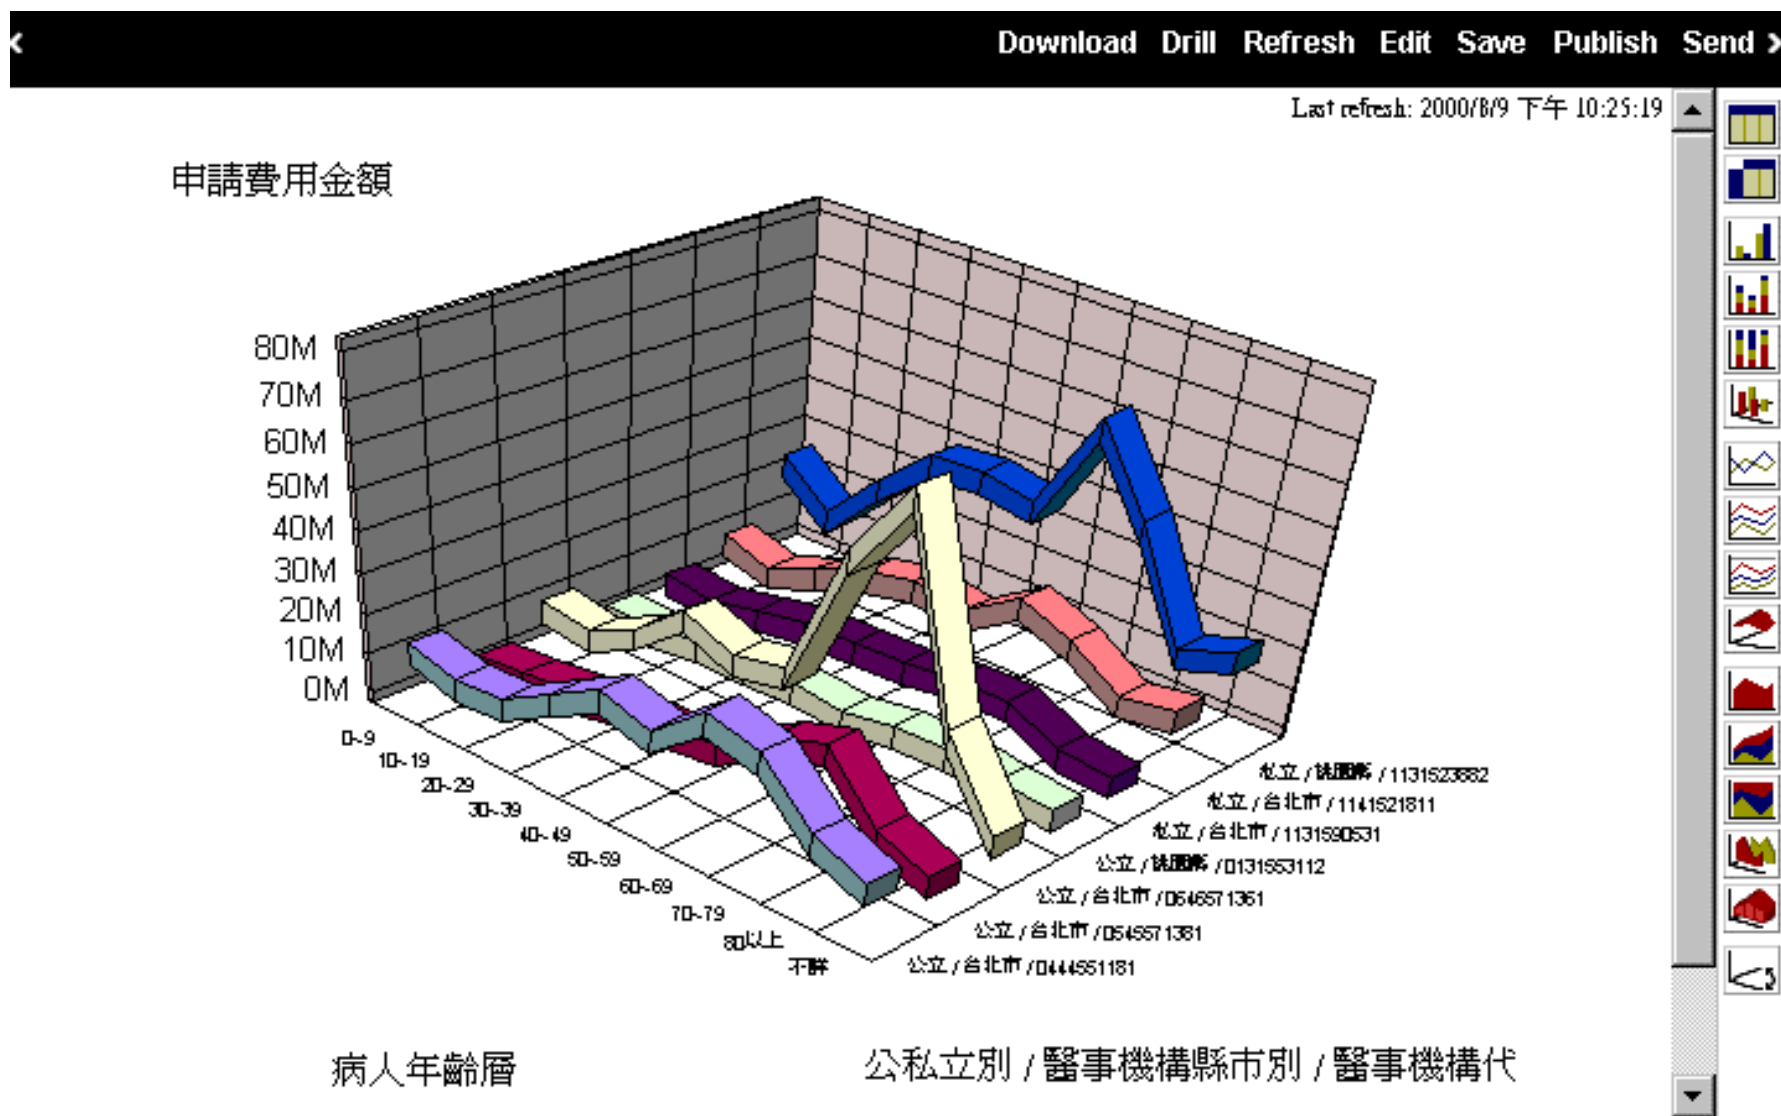 Download Drill Refresh Edit Save Publish Send
Last refresh: 2000/8/9 下午 10:25:19
申請費用金額
80M
70M
60M
50M
40M
30M
20M
10M
0M
0~9
10~19
20~29
30~39
40~49
50~59
60~69
70~79
80以上
不詳
私立 / 桃園縣 / 1131523882
私立 / 台北市 / 1141521811
私立 / 台北市 / 1131590531
公立 / 桃園縣 / 0131553112
公立 / 台北市 / 0646571361
公立 / 台北市 / 0545571381
公立 / 台北市 / 0444551181
病人年齡層
公私立別 / 醫事機構縣市別 / 醫事機構代